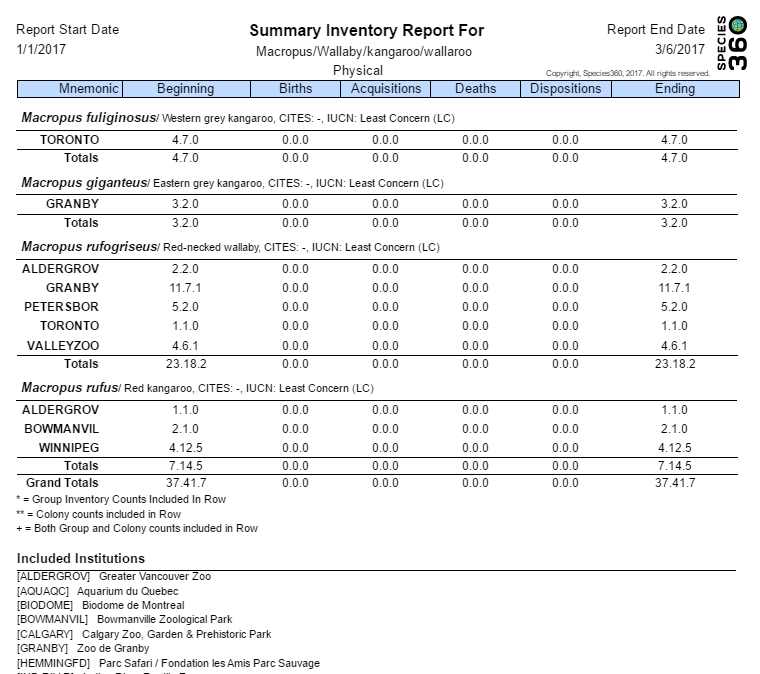 Report Start Date
Summary Inventory Report For
Report End Date
SPECIES
360
1/1/2017
Macropus/Wallaby/kangaroo/wallaroo
3/6/2017
Physical
Copyright, Species360, 2017. All rights reserved.
Mnemonic Beginning Births Acquisitions Deaths Dispositions Ending
Macropus fuliginosus/ Western grey kangaroo, CITES: -, IUCN: Least Concern (LC)
TORONTO 4.7.0 0.0.0 0.0.0 0.0.0 0.0.0 4.7.0
Totals 4.7.0 0.0.0 0.0.0 0.0.0 0.0.0 4.7.0
Macropus giganteus/ Eastern grey kangaroo, CITES: -, IUCN: Least Concern (LC)
GRANBY 3.2.0 0.0.0 0.0.0 0.0.0 0.0.0 3.2.0
Totals 3.2.0 0.0.0 0.0.0 0.0.0 0.0.0 3.2.0
Macropus rufogriseus/ Red-necked wallaby, CITES: -, IUCN: Least Concern (LC)
ALDERGROV 2.2.0 0.0.0 0.0.0 0.0.0 0.0.0 2.2.0
GRANBY 11.7.1 0.0.0 0.0.0 0.0.0 0.0.0 11.7.1
PETERSBOR 5.2.0 0.0.0 0.0.0 0.0.0 0.0.0 5.2.0
TORONTO 1.1.0 0.0.0 0.0.0 0.0.0 0.0.0 1.1.0
VALLEYZOO 4.6.1 0.0.0 0.0.0 0.0.0 0.0.0 4.6.1
Totals 23.18.2 0.0.0 0.0.0 0.0.0 0.0.0 23.18.2
Macropus rufus/ Red kangaroo, CITES: -, IUCN: Least Concern (LC)
ALDERGROV 1.1.0 0.0.0 0.0.0 0.0.0 0.0.0 1.1.0
BOWMANVIL 2.1.0 0.0.0 0.0.0 0.0.0 0.0.0 2.1.0
WINNIPEG 4.12.5 0.0.0 0.0.0 0.0.0 0.0.0 4.12.5
Totals 7.14.5 0.0.0 0.0.0 0.0.0 0.0.0 7.14.5
Grand Totals 37.41.7 0.0.0 0.0.0 0.0.0 0.0.0 37.41.7
* = Group Inventory Counts Included In Row
** = Colony counts included in Row
+ = Both Group and Colony counts included in Row
Included Institutions
[ALDERGROV] Greater Vancouver Zoo
[AQUAQC] Aquarium du Quebec
[BIODOME] Biodome de Montreal
[BOWMANVIL] Bowmanville Zoological Park
[CALGARY] Calgary Zoo, Garden & Prehistoric Park
[GRANBY] Zoo de Granby
[HEMMINGFD] Parc Safari / Fondation les Amis Parc Sauvage